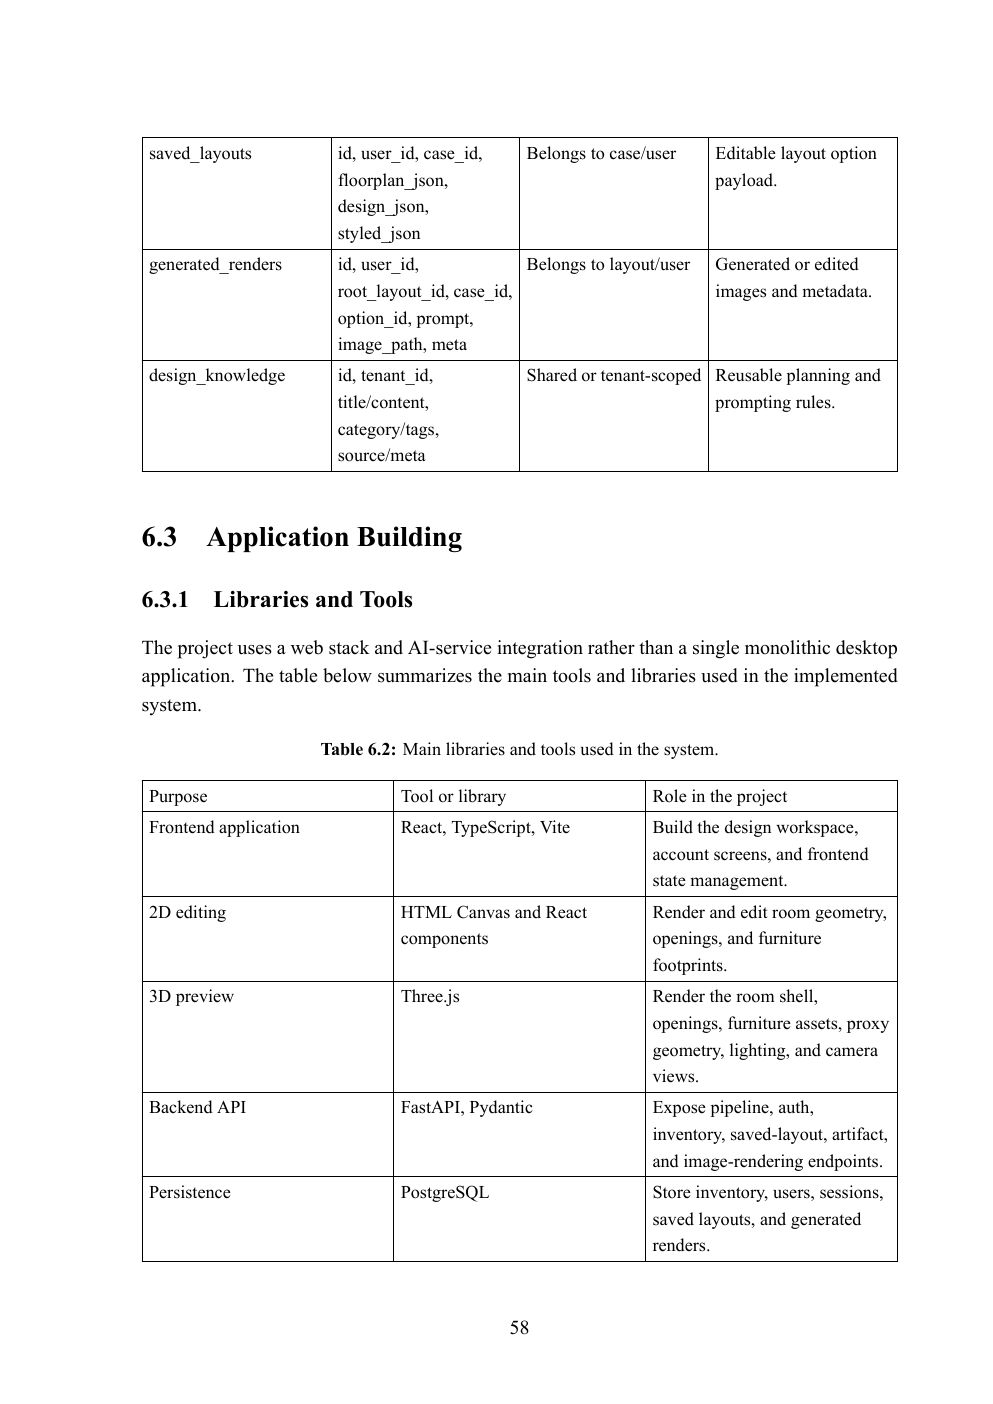 saved_layouts
id, user_id, case_id,
floorplan_json,
design_json,
styled_json
Belongs to case/user
Editable layout option
payload.
generated_renders
id, user_id,
root_layout_id, case_id,
option_id, prompt,
image_path, meta
Belongs to layout/user
Generated or edited
images and metadata.
design_knowledge
id, tenant_id,
title/content,
category/tags,
source/meta
Shared or tenant-scoped
Reusable planning and
prompting rules.
6.3 Application Building
6.3.1 Libraries and Tools
The project uses a web stack and AI-service integration rather than a single monolithic desktop
application. The table below summarizes the main tools and libraries used in the implemented
system.
Table 6.2: Main libraries and tools used in the system.
Purpose
Tool or library
Role in the project
Frontend application
React, TypeScript, Vite
Build the design workspace,
account screens, and frontend
state management.
2D editing
HTML Canvas and React
components
Render and edit room geometry,
openings, and furniture
footprints.
3D preview
Three.js
Render the room shell,
openings, furniture assets, proxy
geometry, lighting, and camera
views.
Backend API
FastAPI, Pydantic
Expose pipeline, auth,
inventory, saved-layout, artifact,
and image-rendering endpoints.
Persistence
PostgreSQL
Store inventory, users, sessions,
saved layouts, and generated
renders.
58